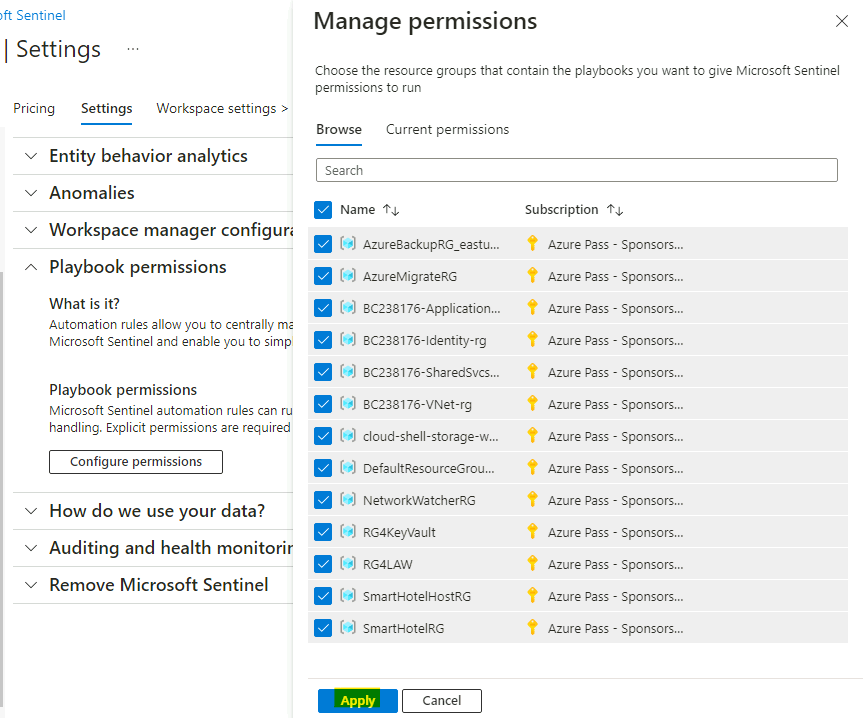 oft Sentinel
| Settings ...
Pricing Settings Workspace settings >
Entity behavior analytics
Anomalies
Workspace manager configura
Playbook permissions
What is it?
Automation rules allow you to centrally ma
Microsoft Sentinel and enable you to simpl
Playbook permissions
Microsoft Sentinel automation rules can ru
handling. Explicit permissions are required
Configure permissions
How do we use your data?
Auditing and health monitorin
Remove Microsoft Sentinel
Manage permissions
Choose the resource groups that contain the playbooks you want to give Microsoft Sentinel
permissions to run
Browse Current permissions
Search
Name Subscription
AzureBackupRG_eastu... Azure Pass - Sponsors...
AzureMigrateRG Azure Pass - Sponsors...
BC238176-Application... Azure Pass - Sponsors...
BC238176-Identity-rg Azure Pass - Sponsors...
BC238176-SharedSvcs... Azure Pass - Sponsors...
BC238176-VNet-rg Azure Pass - Sponsors...
cloud-shell-storage-w... Azure Pass - Sponsors...
DefaultResourceGrou... Azure Pass - Sponsors...
NetworkWatcherRG Azure Pass - Sponsors...
RG4KeyVault Azure Pass - Sponsors...
RG4LAW Azure Pass - Sponsors...
SmartHotelHostRG Azure Pass - Sponsors...
SmartHotelRG Azure Pass - Sponsors...
Apply Cancel